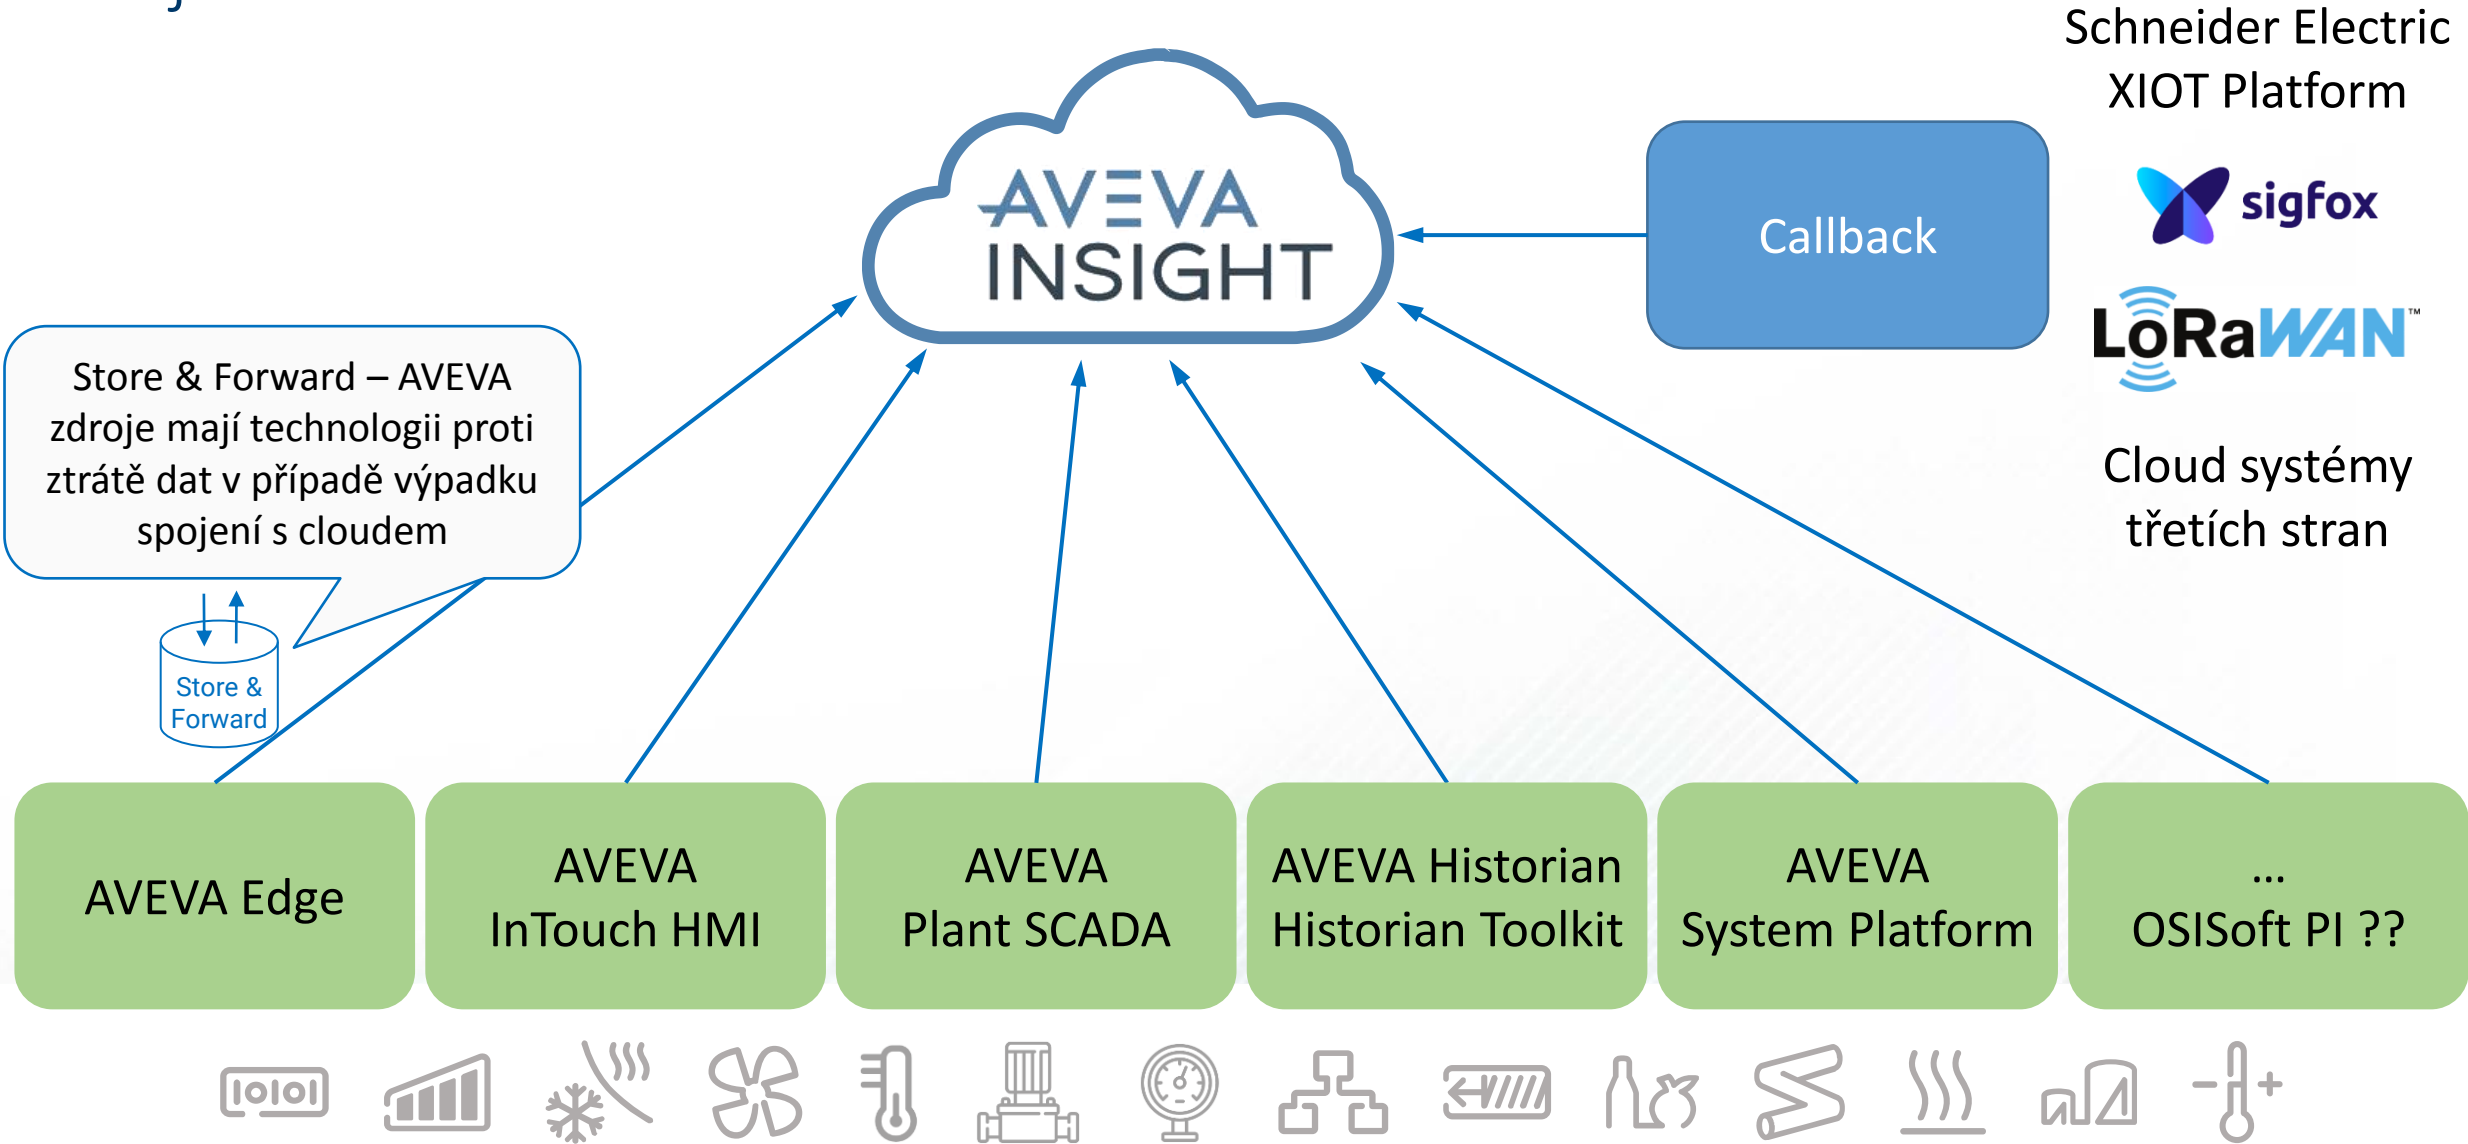 Schneider Electric
XIOT Platform
AVEVA
INSIGHT
Callback
sigfox
LoRaWAN™
Cloud systémy
třetích stran
Store & Forward – AVEVA
zdroje mají technologii proti
ztrátě dat v případě výpadku
spojení s cloudem
Store &
Forward
AVEVA Edge
AVEVA
InTouch HMI
AVEVA
Plant SCADA
AVEVA Historian
Historian Toolkit
AVEVA
System Platform
...
OSISoft PI ??